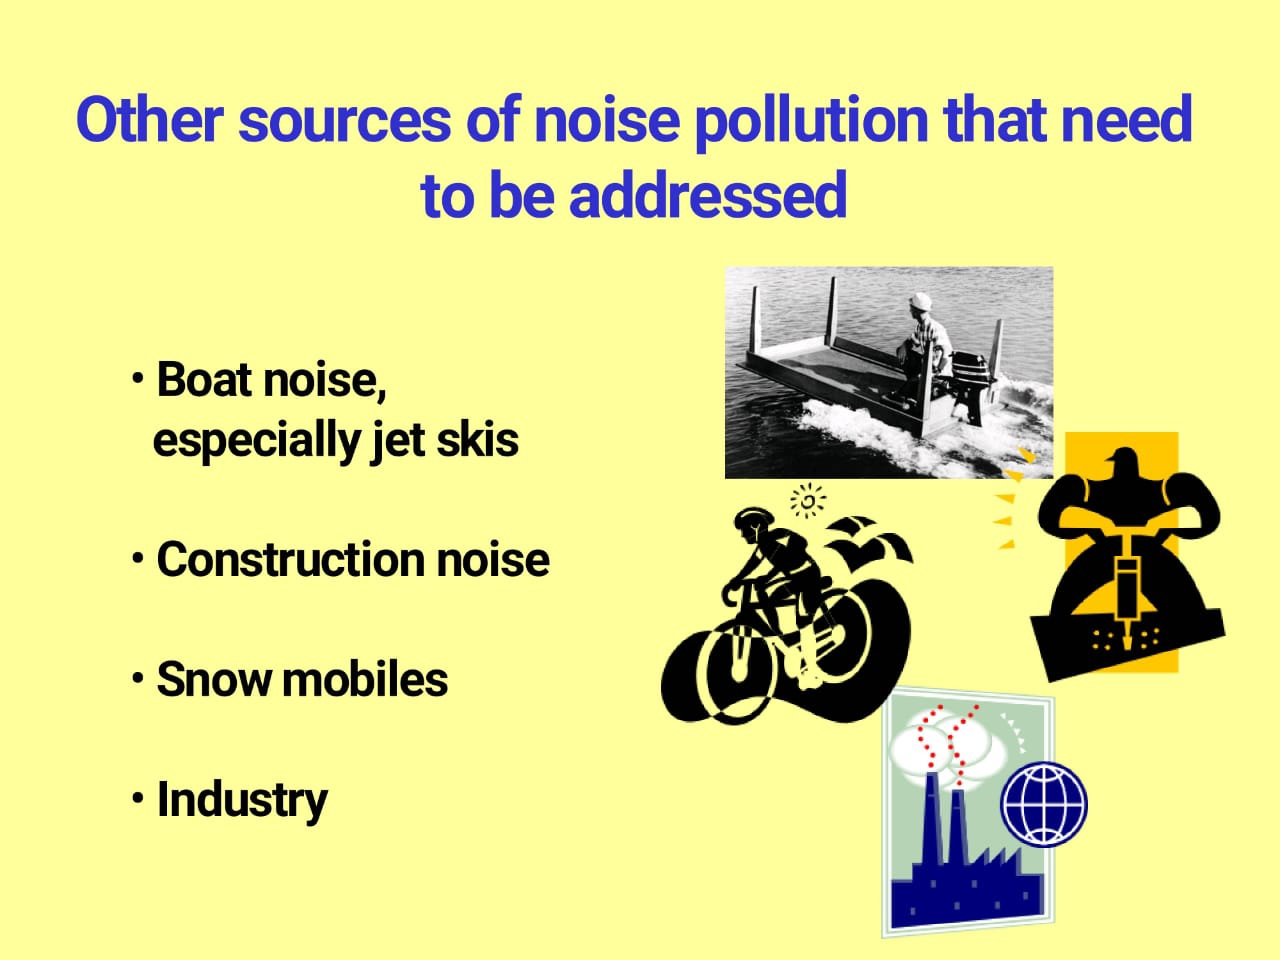 Other sources of noise pollution that need
to be addressed
• Boat noise,
especially jet skis
• Construction noise
• Snow mobiles
• Industry